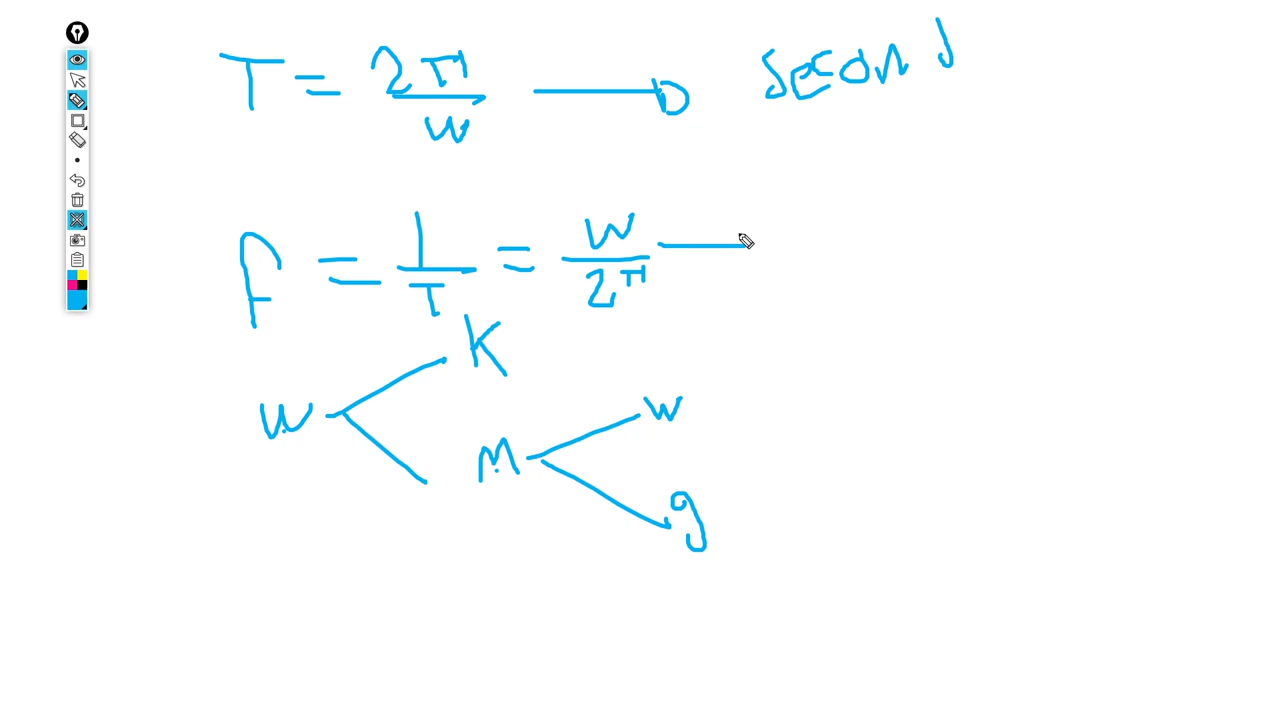 T = 2π / w → second
f = 1 / T = w / 2π
K
w
w
M
g